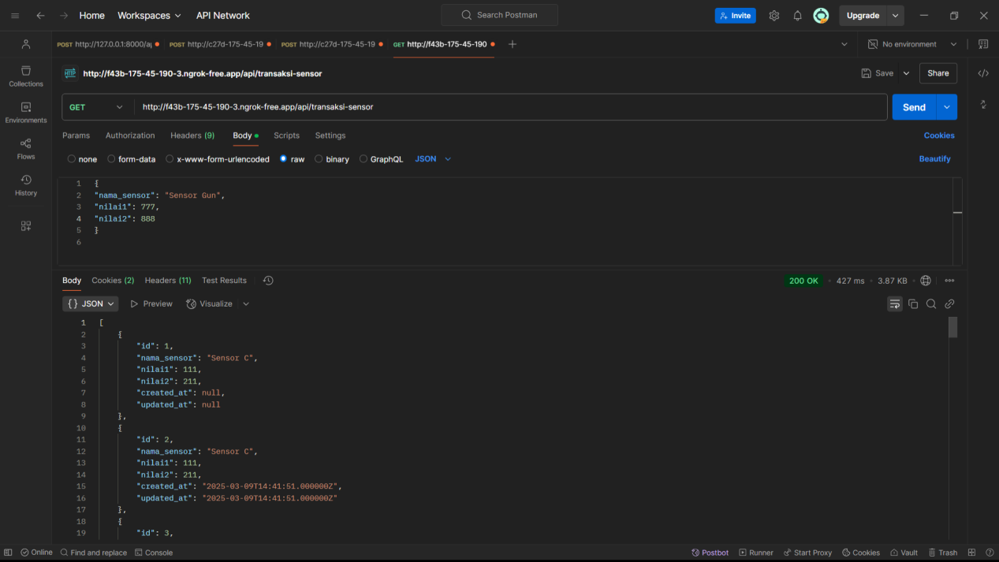 Home Workspaces API Network Search Postman Invite Upgrade
POST http://127.0.0.1:8000/a POST http://c27d-175-45-19 POST http://c27d-175-45-19 GET http://f43b-175-45-190 No environment
HTTP http://f43b-175-45-190-3.ngrok-free.app/api/transaksi-sensor Save Share
GET http://f43b-175-45-190-3.ngrok-free.app/api/transaksi-sensor Send
Collections
Environments
Flows
History
Params Authorization Headers (9) Body Scripts Settings Cookies
none form-data x-www-form-urlencoded raw binary GraphQL JSON Beautify
1 {
2 "nama_sensor": "Sensor Gun",
3 "nilai1": 777,
4 "nilai2": 888
5 }
6
Body Cookies (2) Headers (11) Test Results 200 OK • 427 ms • 3.87 KB
{} JSON Preview Visualize
1 [
2 {
3 "id": 1,
4 "nama_sensor": "Sensor C",
5 "nilai1": 111,
6 "nilai2": 211,
7 "created_at": null,
8 "updated_at": null
9 },
10 {
11 "id": 2,
12 "nama_sensor": "Sensor C",
13 "nilai1": 111,
14 "nilai2": 211,
15 "created_at": "2025-03-09T14:41:51.000000Z",
16 "updated_at": "2025-03-09T14:41:51.000000Z"
17 },
18 {
19 "id": 3,
Online Find and replace Console Postbot Runner Start Proxy Cookies Vault Trash